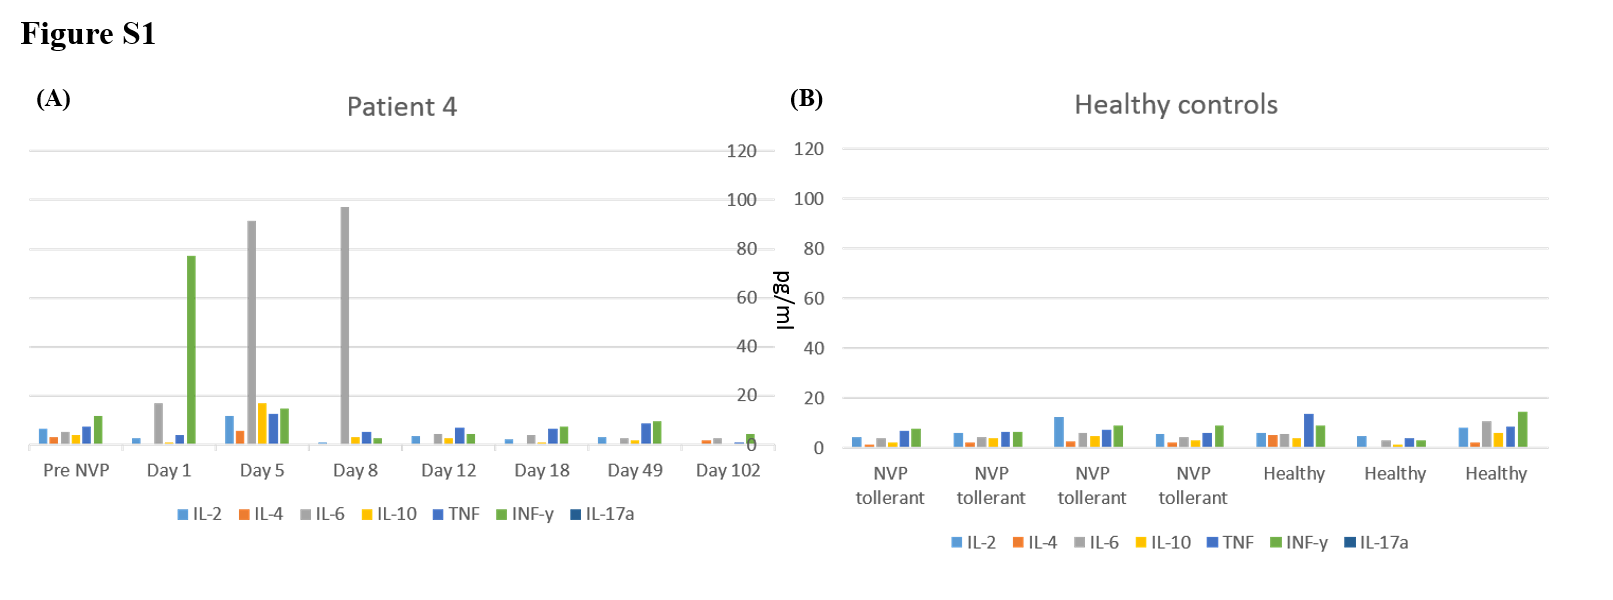 Figure S1
(A)
Patient 4
120
100
80
60
40
20
0
Pre NVP Day 1 Day 5 Day 8 Day 12 Day 18 Day 49 Day 102
IL-2 IL-4 IL-6 IL-10 TNF INF-y IL-17a
(B)
Healthy controls
pg/ml
120
100
80
60
40
20
0
NVP tollerant NVP tollerant NVP tollerant NVP tollerant Healthy Healthy Healthy
IL-2 IL-4 IL-6 IL-10 TNF INF-y IL-17a